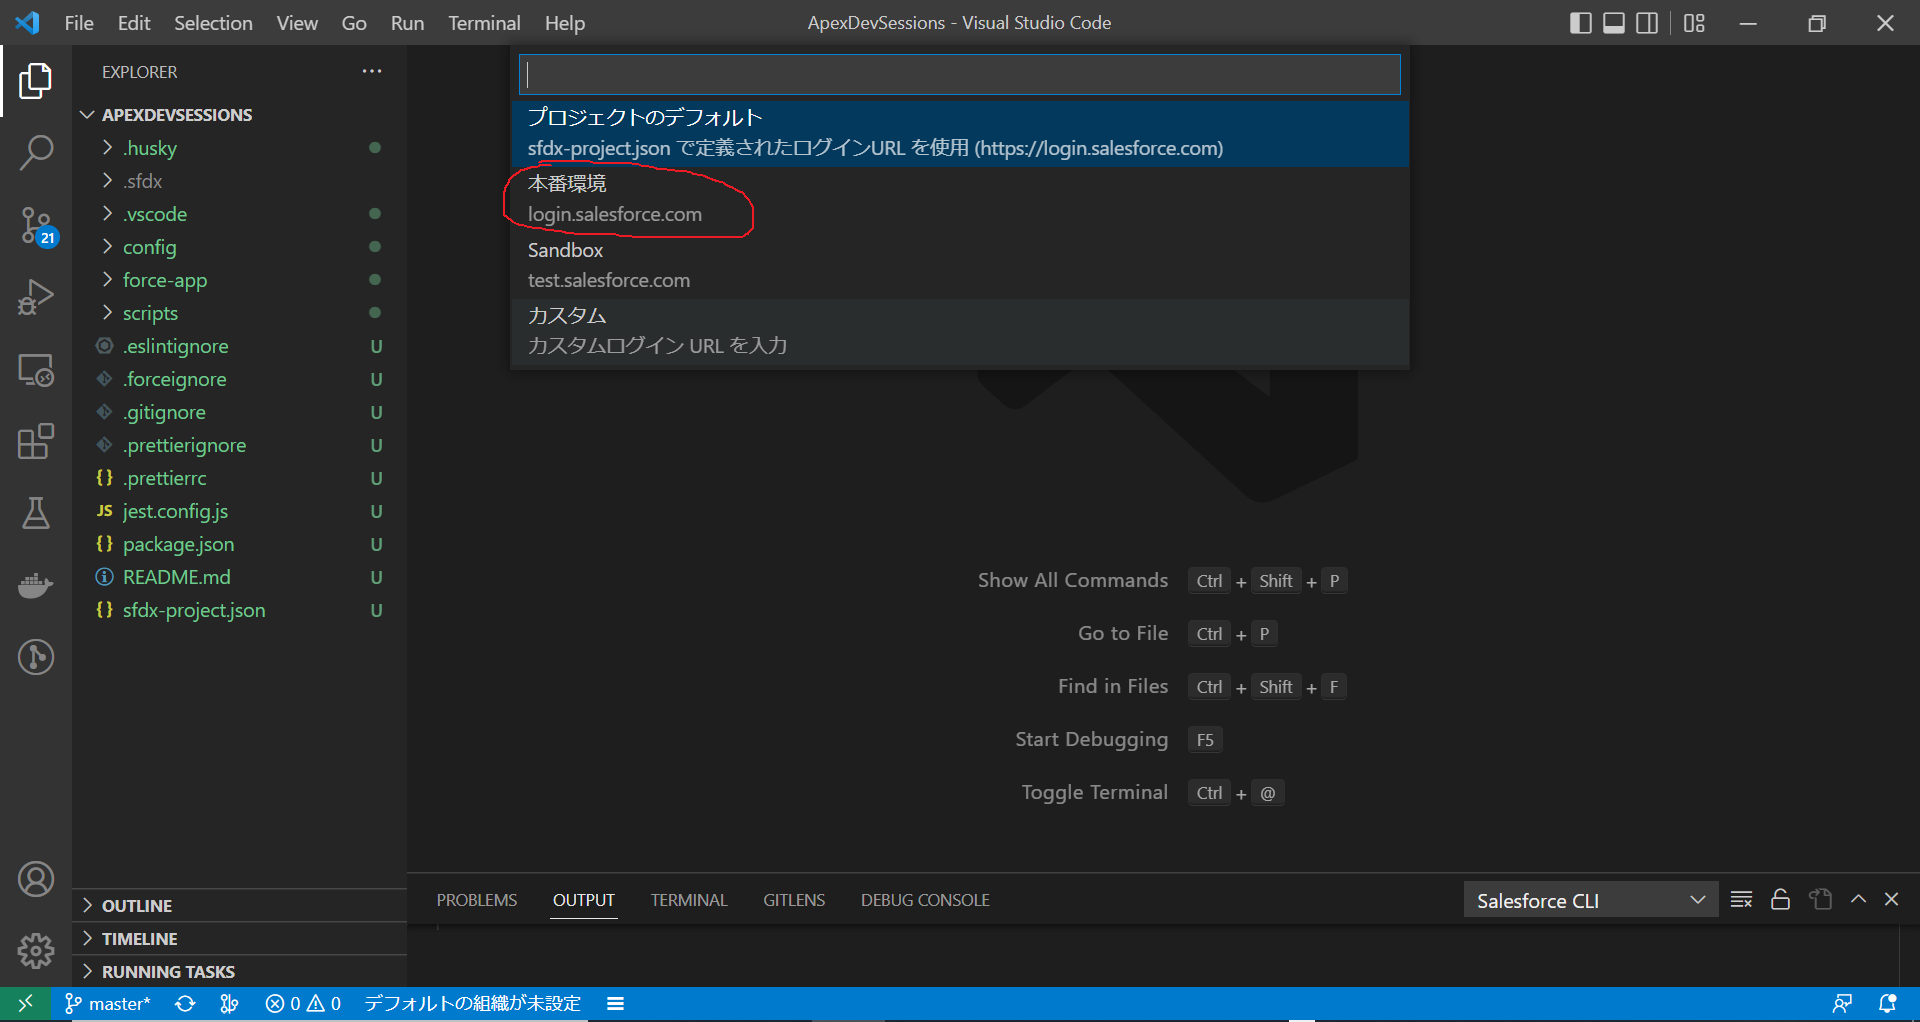 File Edit Selection View Go Run Terminal Help
ApexDevSessions - Visual Studio Code
EXPLORER
APEXDEVSESSIONS
.husky
.sfdx
.vscode
config
force-app
scripts
.eslintignore U
.forceignore U
.gitignore U
.prettierignore U
.prettierrc U
JS jest.config.js U
package.json U
README.md U
sfdx-project.json U
21
OUTLINE
TIMELINE
RUNNING TASKS
プロジェクトのデフォルト
sfdx-project.json で定義されたログインURL を使用 (https://login.salesforce.com)
本番環境
login.salesforce.com
Sandbox
test.salesforce.com
カスタム
カスタムログイン URL を入力
Show All Commands Ctrl + Shift + P
Go to File Ctrl + P
Find in Files Ctrl + Shift + F
Start Debugging F5
Toggle Terminal Ctrl + @
PROBLEMS OUTPUT TERMINAL GITLENS DEBUG CONSOLE
Salesforce CLI
master* 0 0 デフォルトの組織が未設定